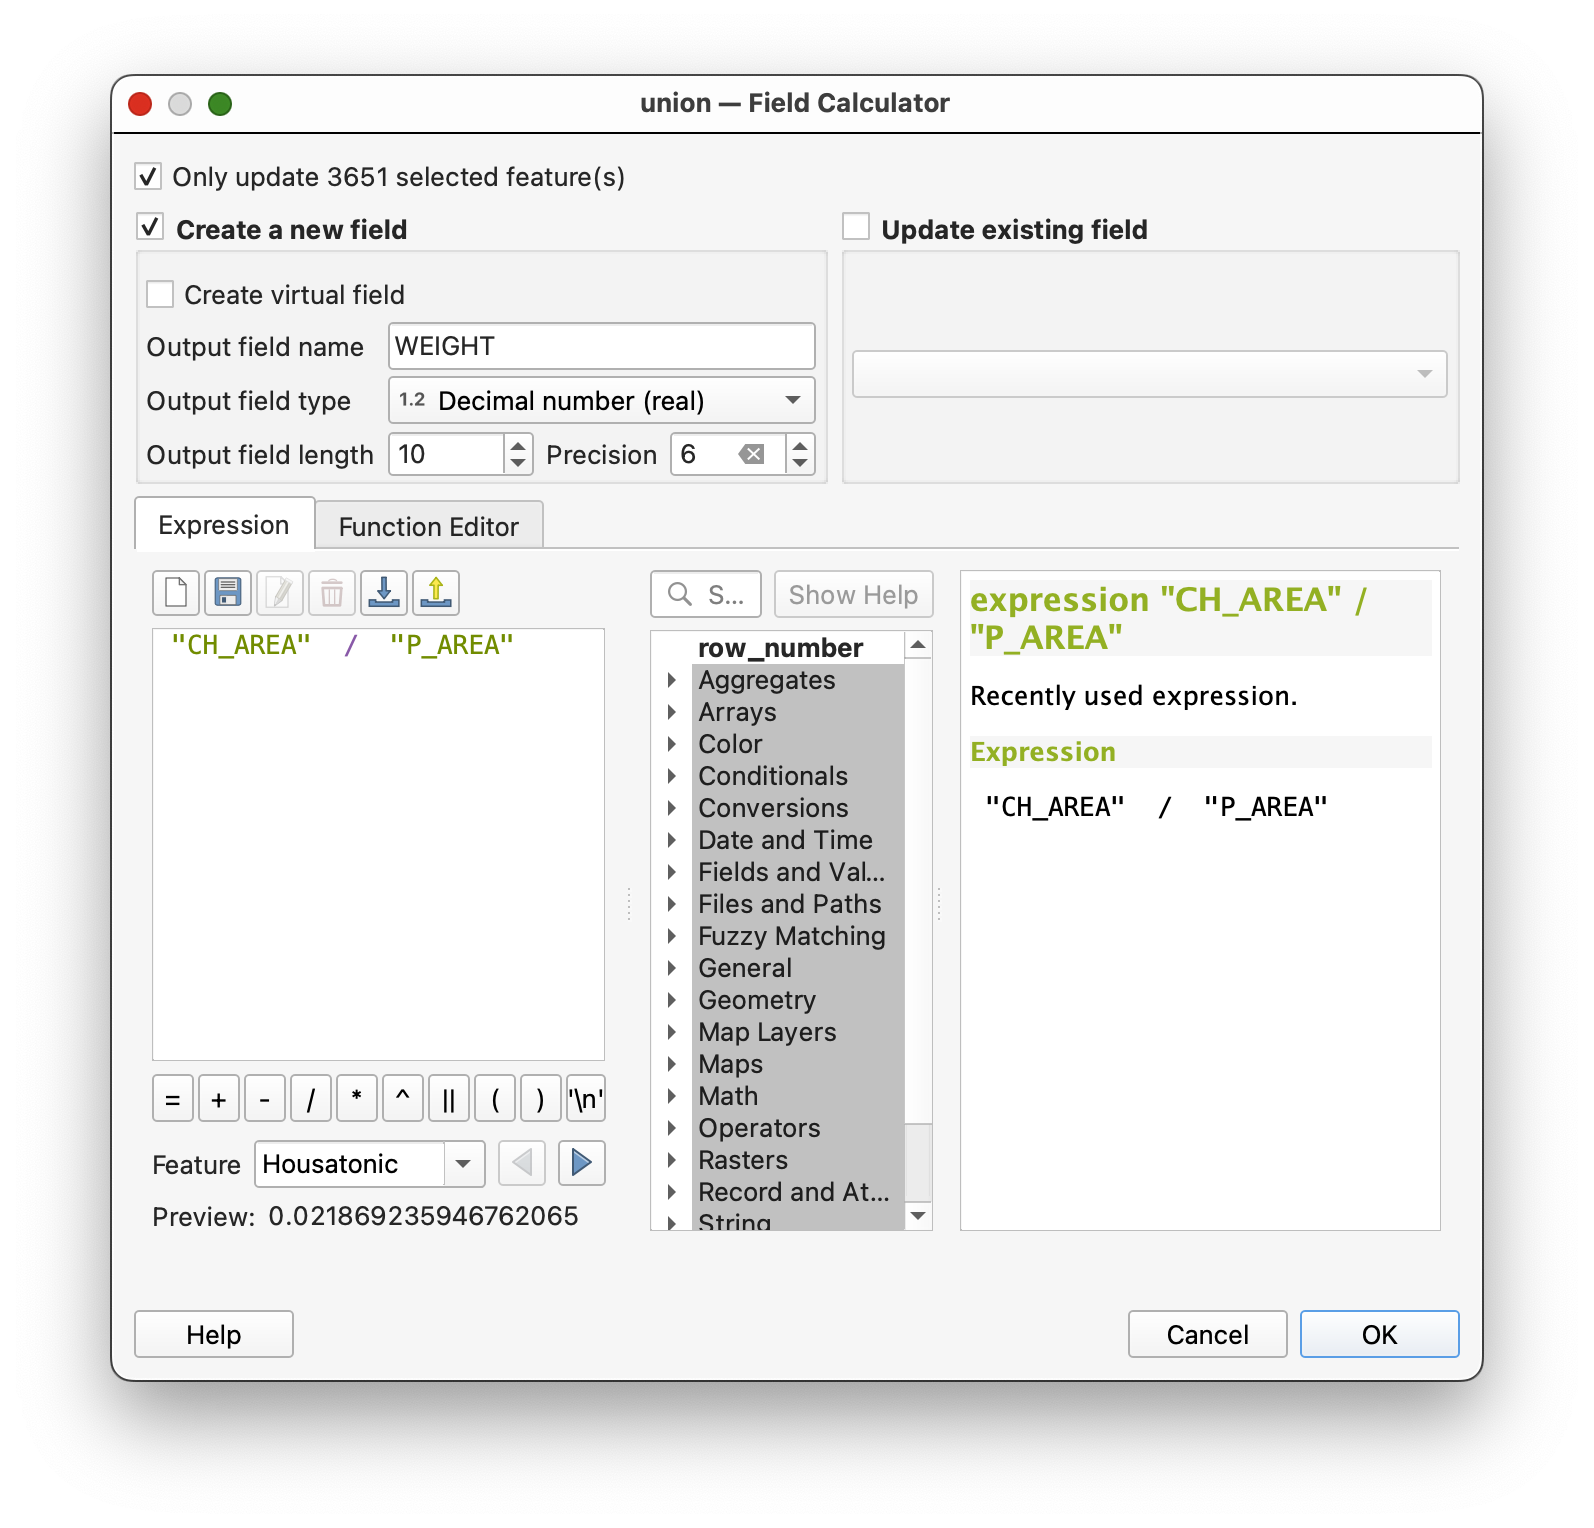 union — Field Calculator
Only update 3651 selected feature(s)
Create a new field
Update existing field
Create virtual field
Output field name WEIGHT
Output field type 1.2 Decimal number (real)
Output field length 10 Precision 6
Expression Function Editor
S... Show Help
"CH_AREA" / "P_AREA"
= + - / * ^ || ( ) '\n'
Feature Housatonic
Preview: 0.021869235946762065
row_number
Aggregates
Arrays
Color
Conditionals
Conversions
Date and Time
Fields and Val...
Files and Paths
Fuzzy Matching
General
Geometry
Map Layers
Maps
Math
Operators
Rasters
Record and At...
String
expression "CH_AREA" /
"P_AREA"
Recently used expression.
Expression
"CH_AREA" / "P_AREA"
Help Cancel OK